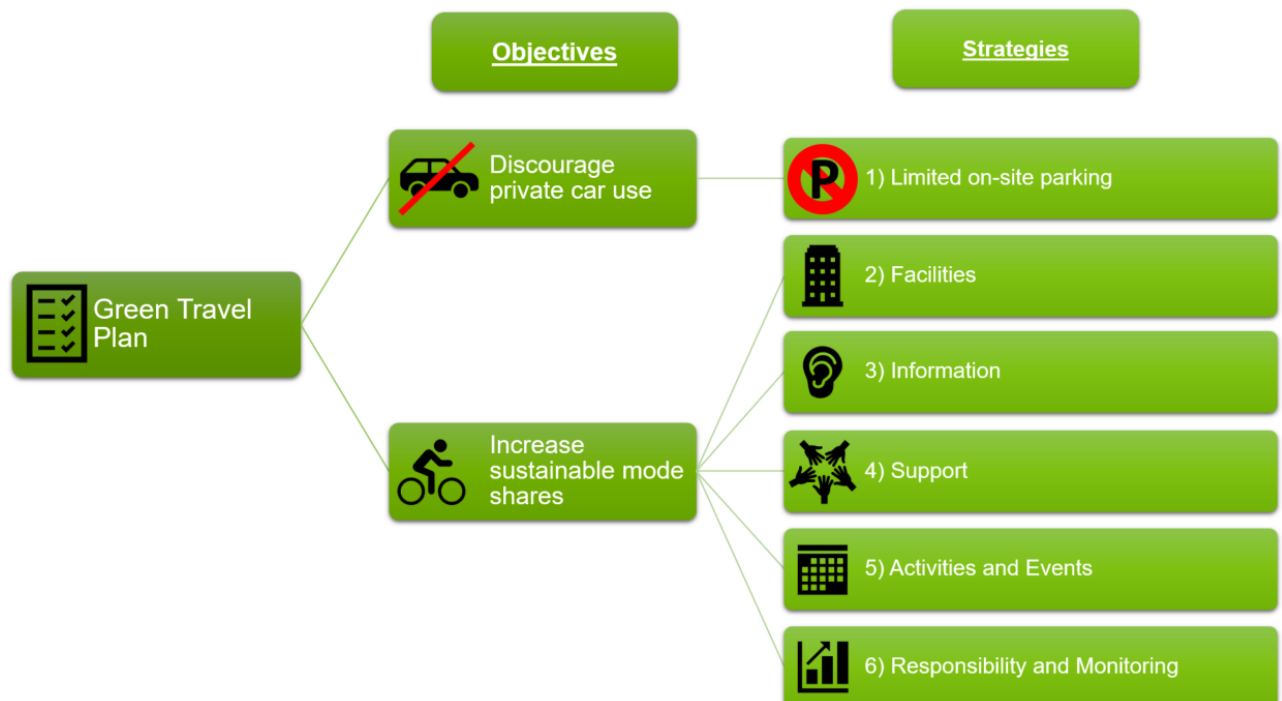 Objectives
Strategies
Green Travel
Plan
Discourage
private car use
Increase
sustainable mode
shares
P
1) Limited on-site parking
2) Facilities
3) Information
4) Support
5) Activities and Events
6) Responsibility and Monitoring